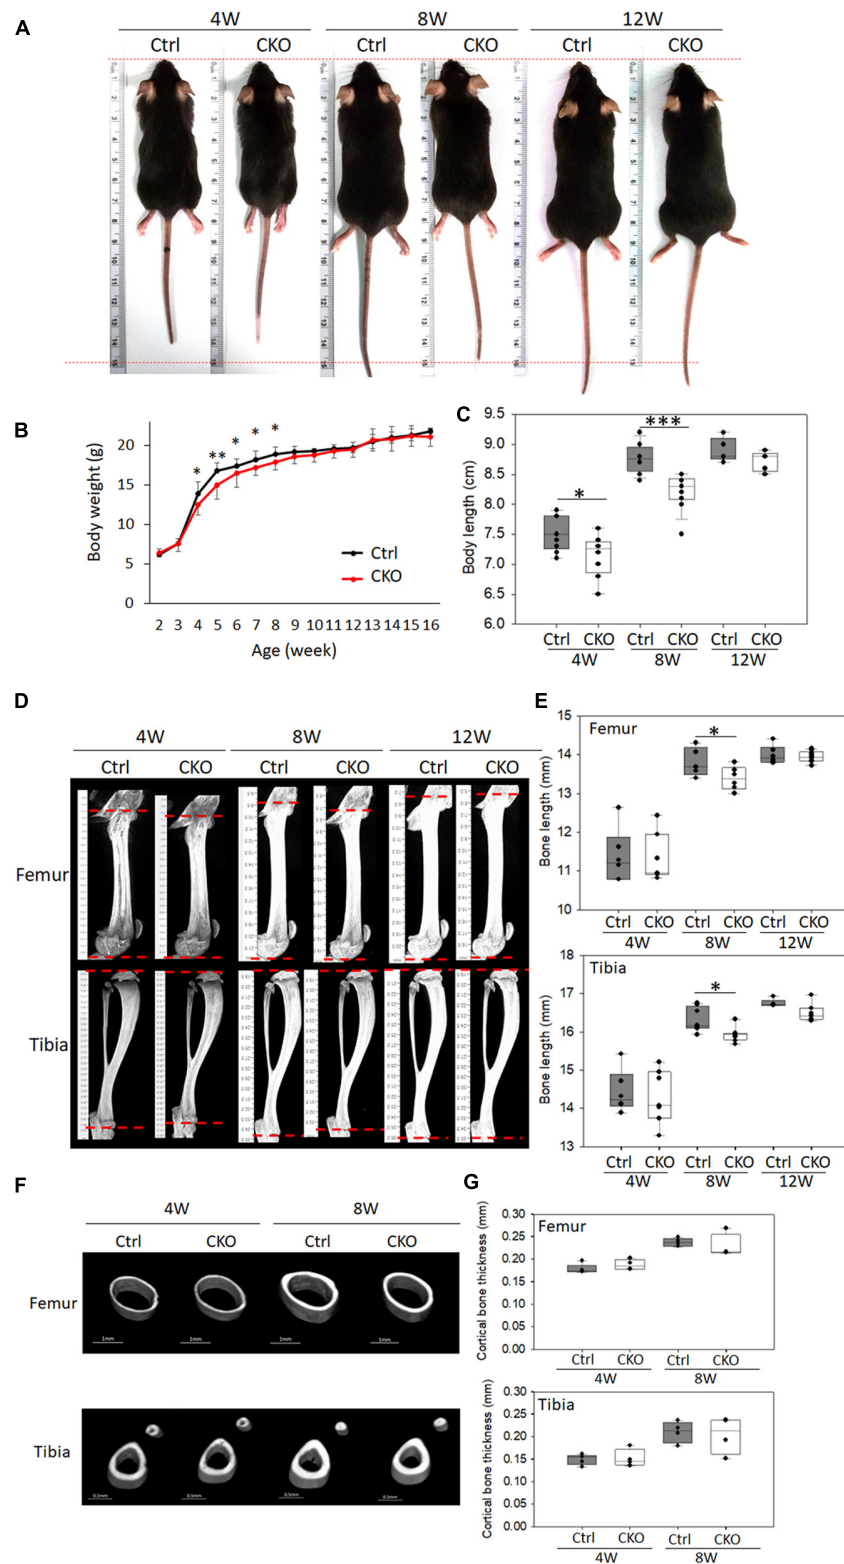 A
4W 8W 12W
Ctrl CKO Ctrl CKO Ctrl CKO
B
20
15
10
5
0
Body weight (g)
* ** * * *
Ctrl
CKO
2 3 4 5 6 7 8 9 10 11 12 13 14 15 16
Age (week)
C
9.5
9.0
8.5
8.0
7.5
7.0
6.5
6.0
Body length (cm)
*
***
Ctrl CKO Ctrl CKO Ctrl CKO
4W 8W 12W
D
4W 8W 12W
Ctrl CKO Ctrl CKO Ctrl CKO
Femur
Tibia
E
15
14
13
12
11
10
Bone length (mm)
Femur
*
Ctrl CKO Ctrl CKO Ctrl CKO
4W 8W 12W
18
17
16
15
14
13
Bone length (mm)
Tibia
*
Ctrl CKO Ctrl CKO Ctrl CKO
4W 8W 12W
F
4W 8W
Ctrl CKO Ctrl CKO
Femur
1mm 1mm 1mm 1mm
Tibia
0.5mm 0.5mm 0.5mm 0.5mm
G
0.30
0.25
0.20
0.15
0.10
0.05
0.00
Cortical bone thickness (mm)
Femur
Ctrl CKO Ctrl CKO
4W 8W
0.30
0.25
0.20
0.15
0.10
0.05
0.00
Cortical bone thickness (mm)
Tibia
Ctrl CKO Ctrl CKO
4W 8W